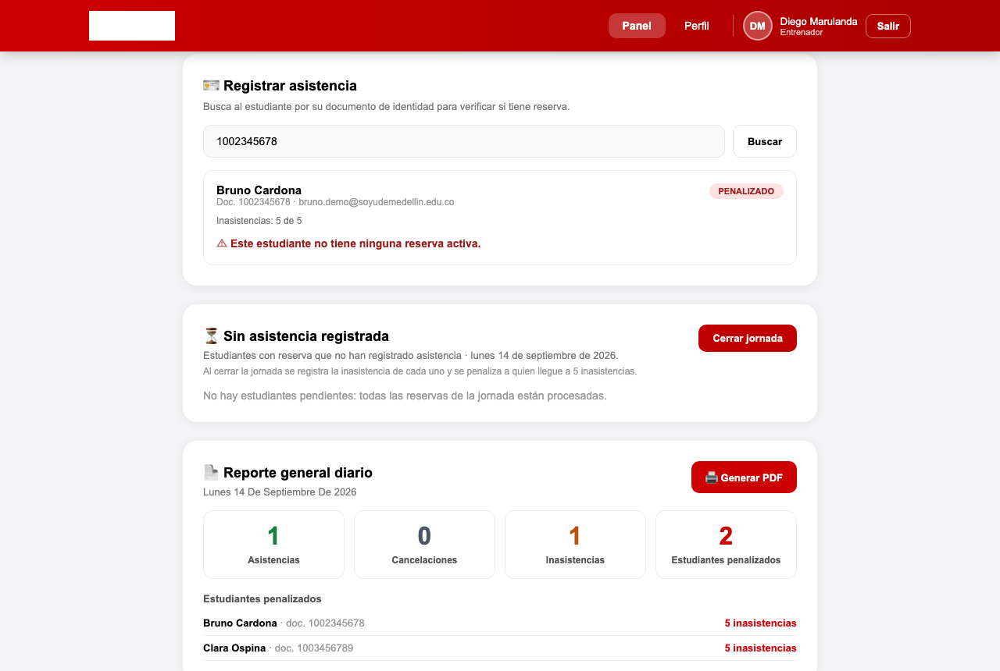 Panel
Perfil
DM
Diego Marulanda
Entrenador
Salir
Registrar asistencia
Busca al estudiante por su documento de identidad para verificar si tiene reserva.
1002345678
Buscar
Bruno Cardona
PENALIZADO
Doc. 1002345678 · bruno.demo@soyudemedellin.edu.co
Inasistencias: 5 de 5
⚠ Este estudiante no tiene ninguna reserva activa.
Sin asistencia registrada
Cerrar jornada
Estudiantes con reserva que no han registrado asistencia · lunes 14 de septiembre de 2026.
Al cerrar la jornada se registra la inasistencia de cada uno y se penaliza a quien llegue a 5 inasistencias.
No hay estudiantes pendientes: todas las reservas de la jornada están procesadas.
Reporte general diario
Generar PDF
Lunes 14 De Septiembre De 2026
1
Asistencias
0
Cancelaciones
1
Inasistencias
2
Estudiantes penalizados
Estudiantes penalizados
Bruno Cardona · doc. 1002345678
5 inasistencias
Clara Ospina · doc. 1003456789
5 inasistencias